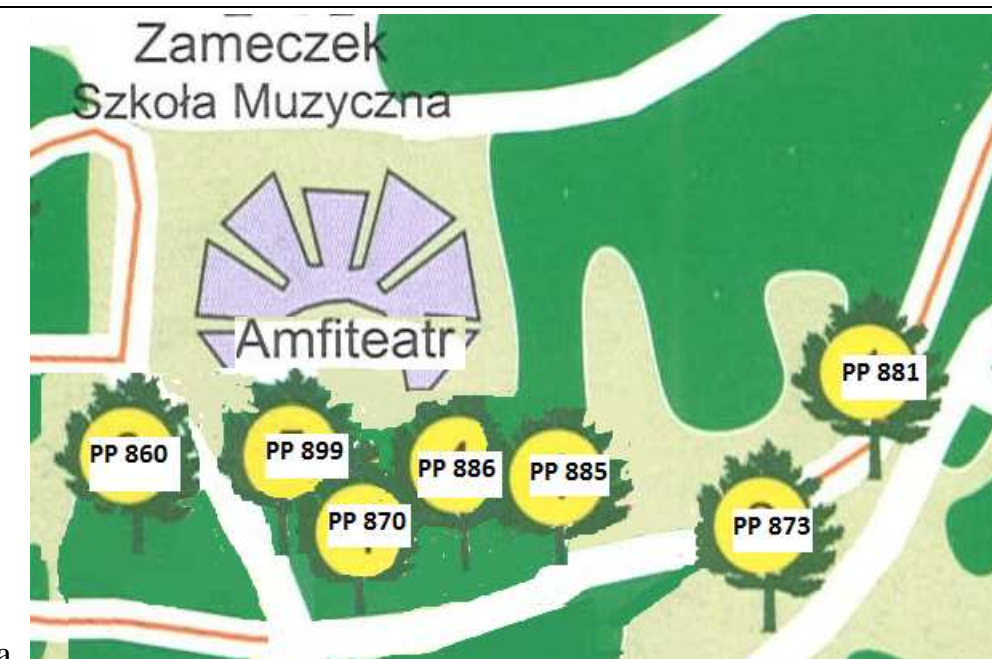 Zameczek
Szkoła Muzyczna
Amfiteatr
PP 881
PP 860
PP 899
PP 886
PP 885
PP 870
PP 873
a